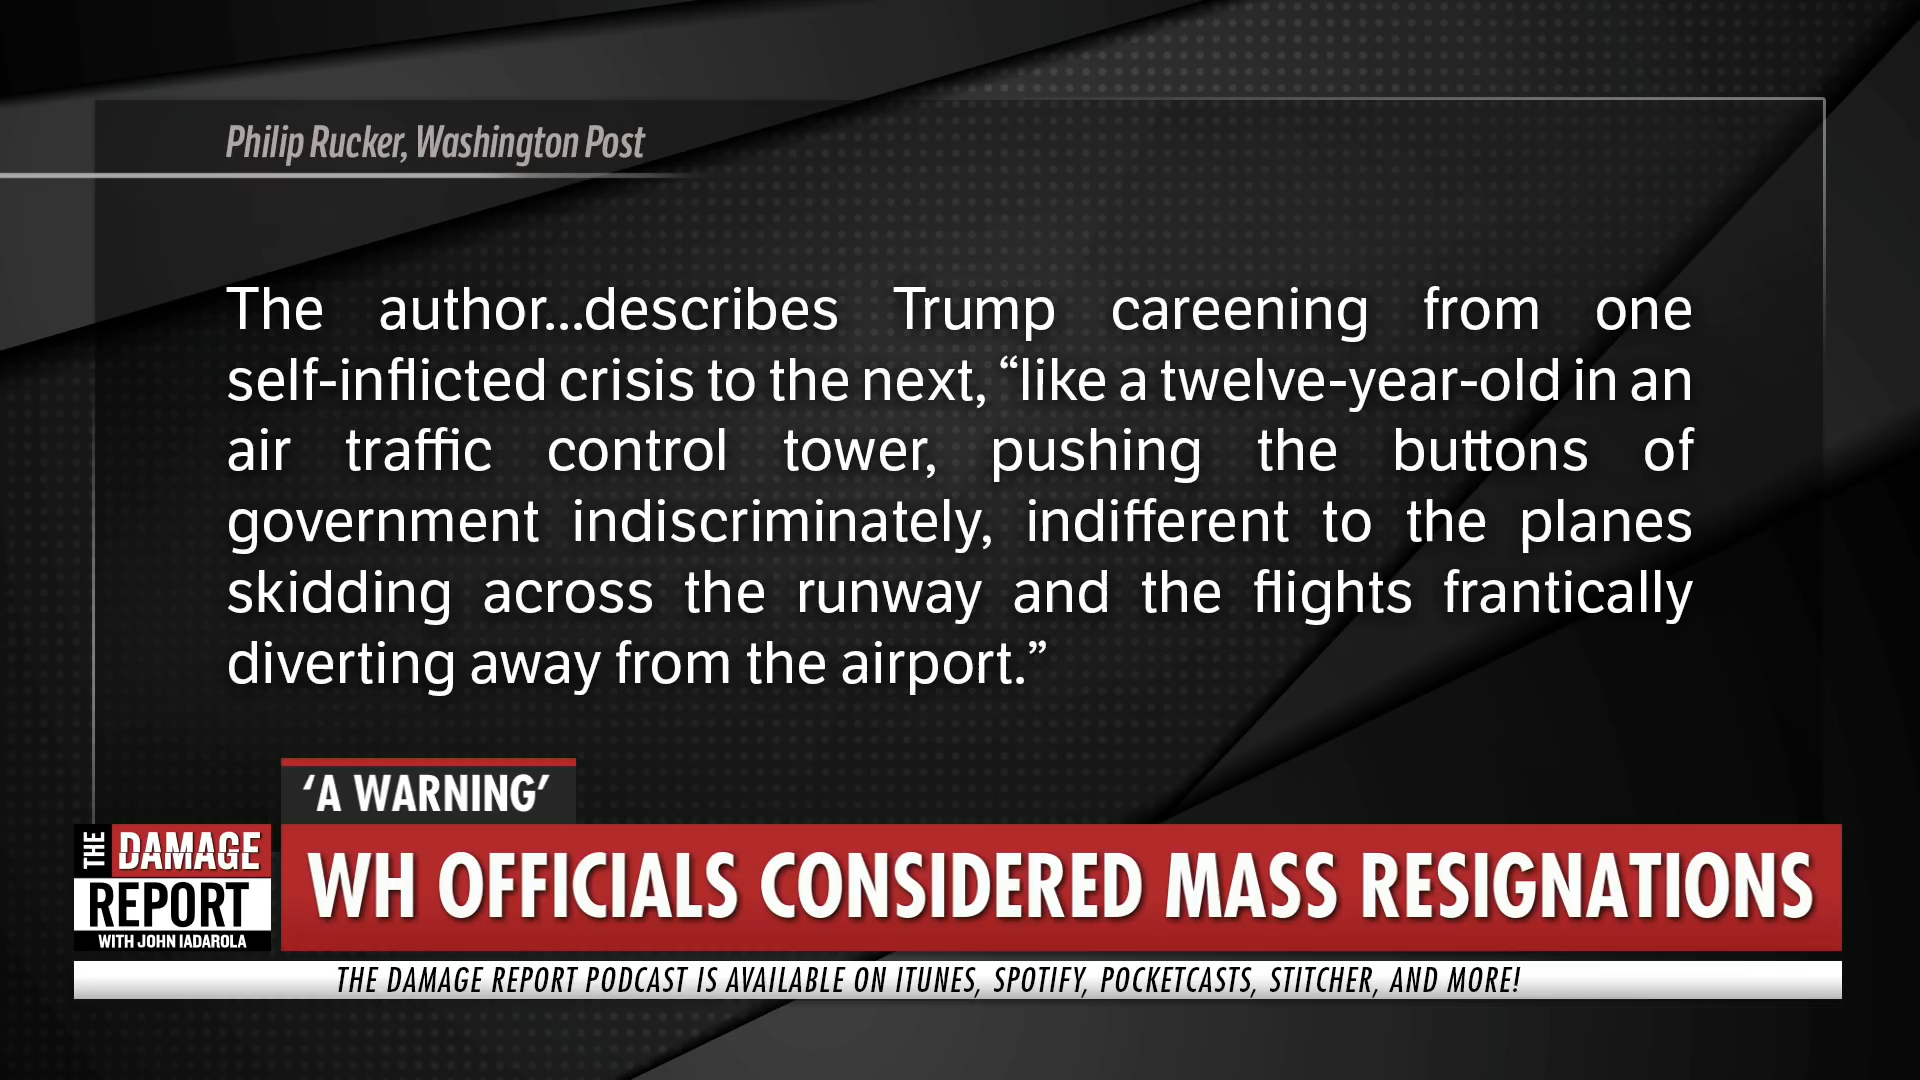 Philip Rucker, Washington Post
The author...describes Trump careening from one
self-inflicted crisis to the next, “like a twelve-year-old in an
air traffic control tower, pushing the buttons of
government indiscriminately, indifferent to the planes
skidding across the runway and the flights frantically
diverting away from the airport.”
‘A WARNING’
THE DAMAGE
REPORT
WITH JOHN IADAROLA
WH OFFICIALS CONSIDERED MASS RESIGNATIONS
THE DAMAGE REPORT PODCAST IS AVAILABLE ON ITUNES, SPOTIFY, POCKETCASTS, STITCHER, AND MORE!